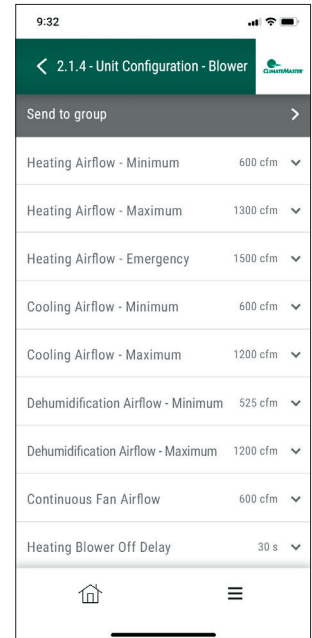 9:32
2.1.4 - Unit Configuration - Blower
CLIMATEMASTER
Send to group
Heating Airflow - Minimum 600 cfm
Heating Airflow - Maximum 1300 cfm
Heating Airflow - Emergency 1500 cfm
Cooling Airflow - Minimum 600 cfm
Cooling Airflow - Maximum 1200 cfm
Dehumidification Airflow - Minimum 525 cfm
Dehumidification Airflow - Maximum 1200 cfm
Continuous Fan Airflow 600 cfm
Heating Blower Off Delay 30 s